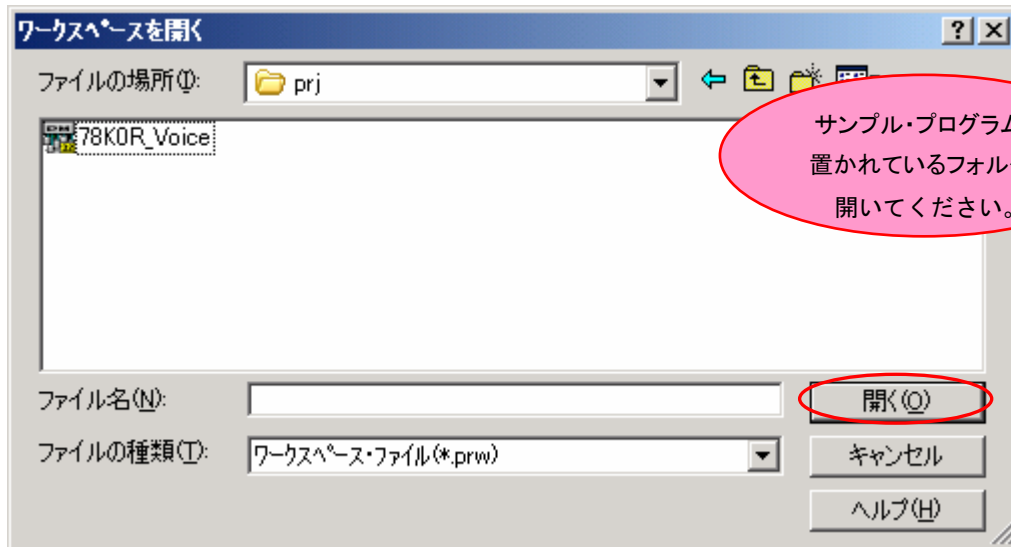 ワークスペースを開く
ファイルの場所(I):
prj
78K0R_Voice
サンプル・プログラム
置かれているフォル
開いてください。
ファイル名(N):
開く(O)
ファイルの種類(T):
ワークスペース・ファイル(*.prw)
キャンセル
ヘルプ(H)